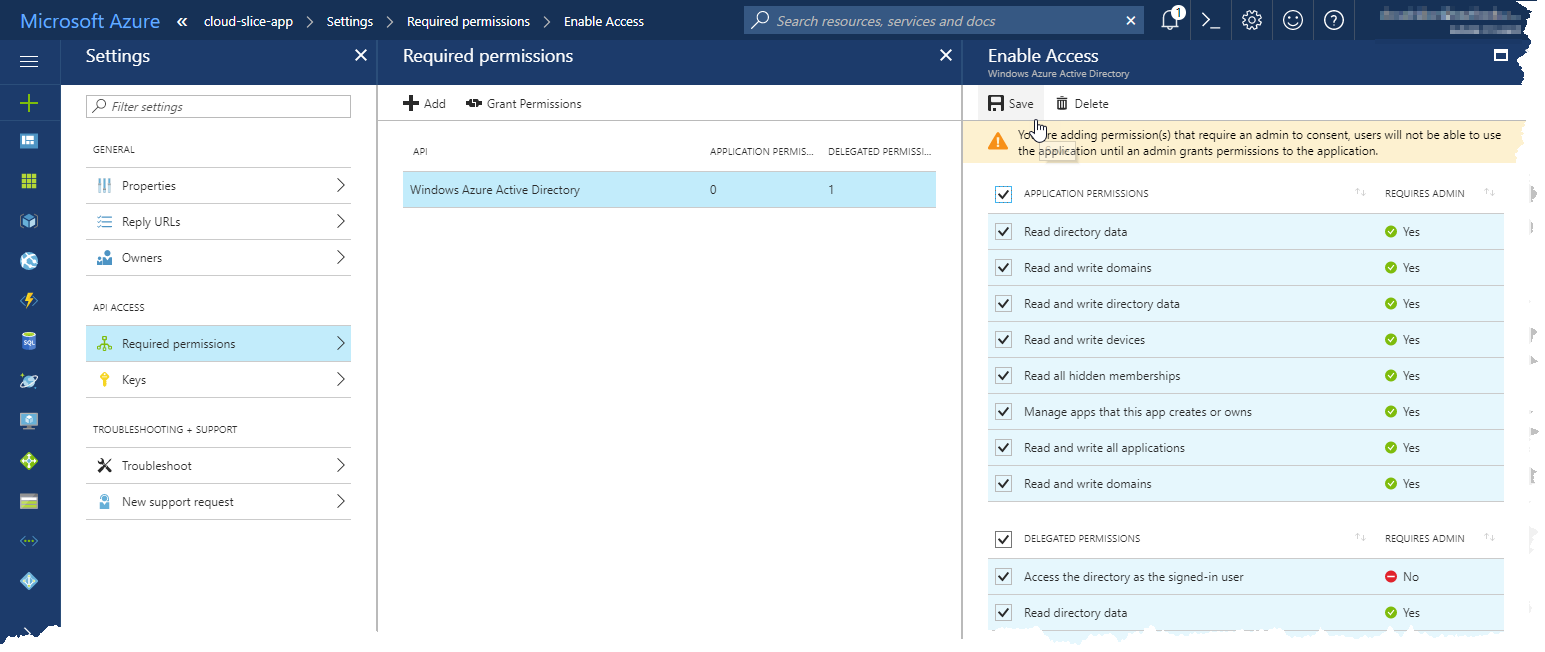 Microsoft Azure « cloud-slice-app > Settings > Required permissions > Enable Access
Search resources, services and docs
1
Settings
Filter settings
GENERAL
Properties
Reply URLs
Owners
API ACCESS
Required permissions
Keys
TROUBLESHOOTING + SUPPORT
Troubleshoot
New support request
Required permissions
Add Grant Permissions
API APPLICATION PERMIS... DELEGATED PERMISSI...
Windows Azure Active Directory 0 1
Enable Access
Windows Azure Active Directory
Save Delete
adding permission(s) that require an admin to consent, users will not be able to use
the application until an admin grants permissions to the application.
APPLICATION PERMISSIONS REQUIRES ADMIN
Read directory data Yes
Read and write domains Yes
Read and write directory data Yes
Read and write devices Yes
Read all hidden memberships Yes
Manage apps that this app creates or owns Yes
Read and write all applications Yes
Read and write domains Yes
DELEGATED PERMISSIONS REQUIRES ADMIN
Access the directory as the signed-in user No
Read directory data Yes
SQL